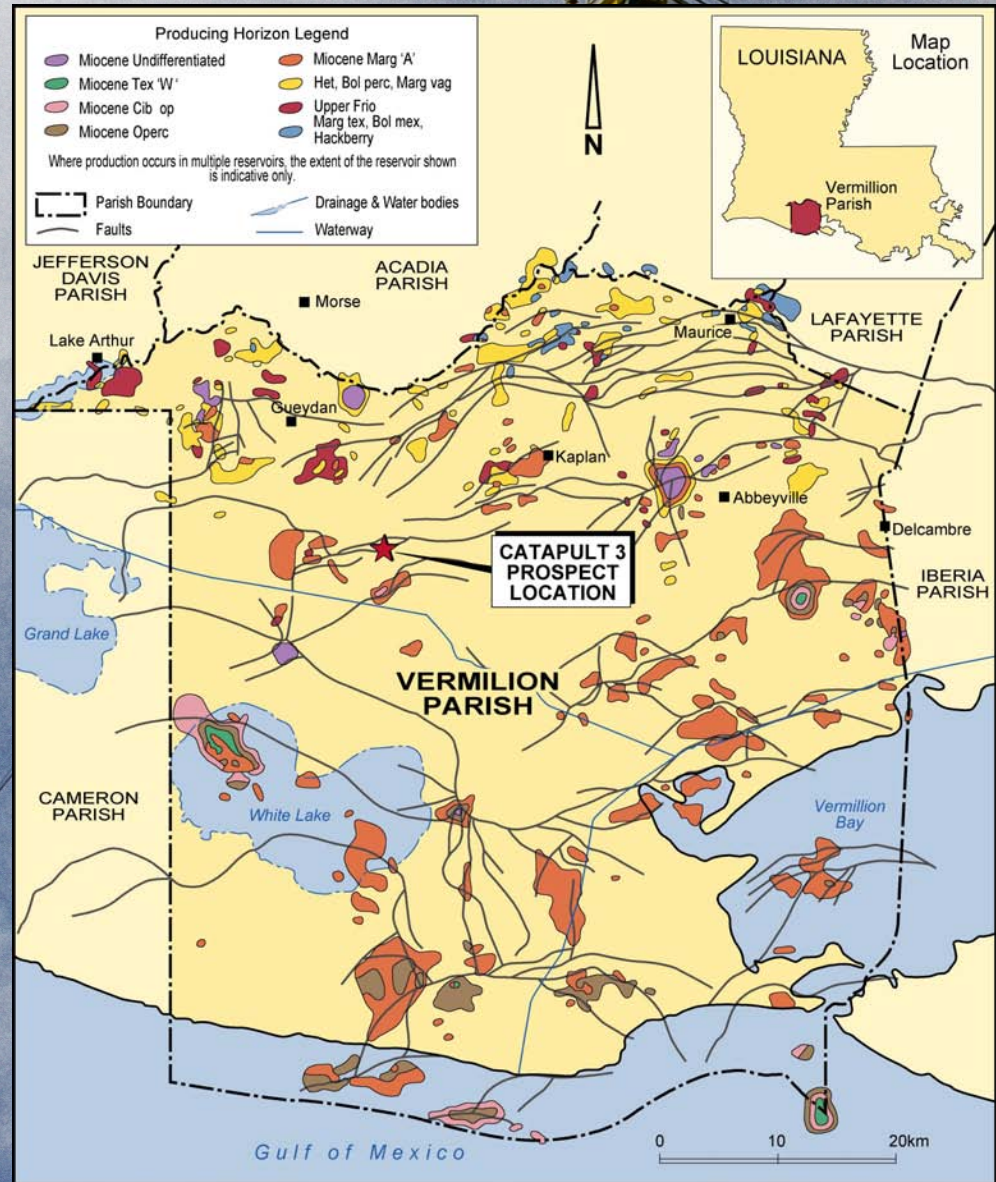 Producing Horizon Legend
Miocene Undifferentiated
Miocene Tex 'W'
Miocene Cib op
Miocene Operc
Miocene Marg 'A'
Het, Bol perc, Marg vag
Upper Frio
Marg tex, Bol mex,
Hackberry
Where production occurs in multiple reservoirs, the extent of the reservoir shown
is indicative only.
Parish Boundary
Faults
Drainage & Water bodies
Waterway
N
LOUISIANA
Map
Location
Vermillion
Parish
JEFFERSON
DAVIS
PARISH
ACADIA
PARISH
Morse
Lake Arthur
Maurice
LAFAYETTE
PARISH
Gueydan
Kaplan
Abbeyville
Delcambre
CATAPULT 3
PROSPECT
LOCATION
IBERIA
PARISH
Grand Lake
VERMILION
PARISH
CAMERON
PARISH
White Lake
Vermillion
Bay
Gulf of Mexico
0 10 20km